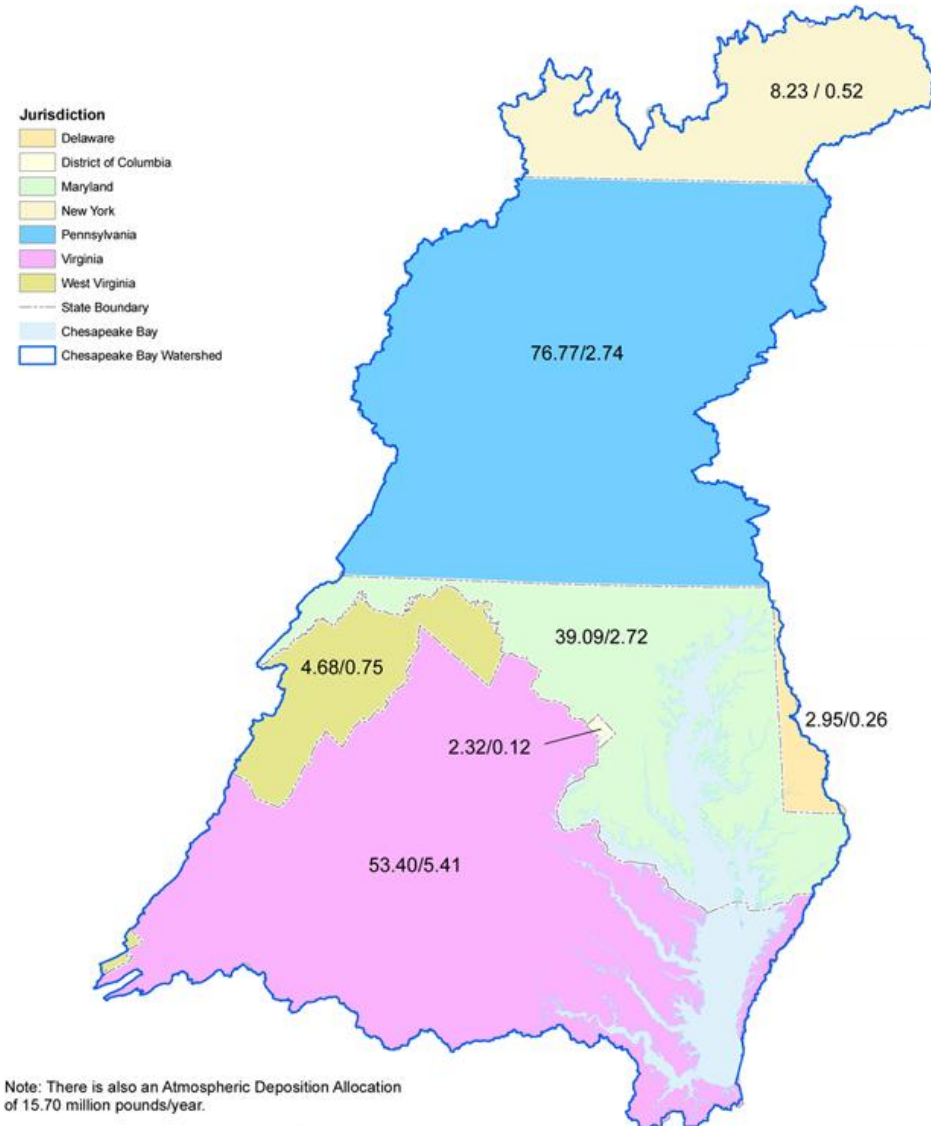 8.23 / 0.52
Jurisdiction
Delaware
District of Columbia
Maryland
New York
Pennsylvania
Virginia
West Virginia
State Boundary
Chesapeake Bay
Chesapeake Bay Watershed
76.77/2.74
39.09/2.72
4.68/0.75
2.95/0.26
2.32/0.12
53.40/5.41
Note: There is also an Atmospheric Deposition Allocation
of 15.70 million pounds/year.